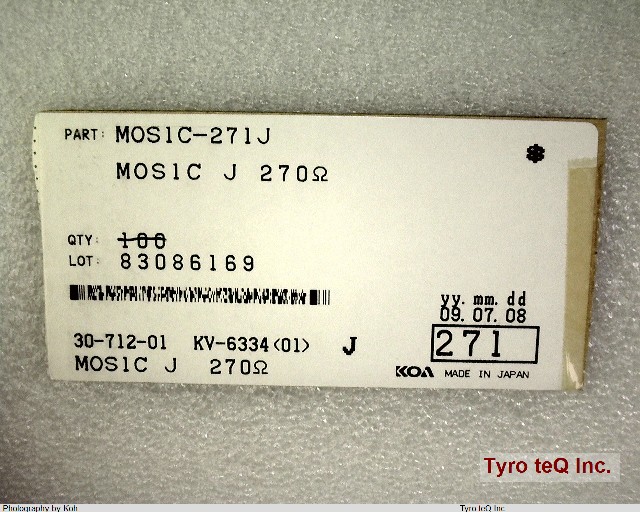 PART: MOS1C-271J
MOS1C J 270Ω
QTY: 100
LOT: 83086169
yy. mm. dd
09. 07. 08
30-712-01 KV-6334<01> J
271
MOS1C J 270Ω
KOA MADE IN JAPAN
Tyro teQ Inc.
Photography by Koh
Tyro teQ Inc